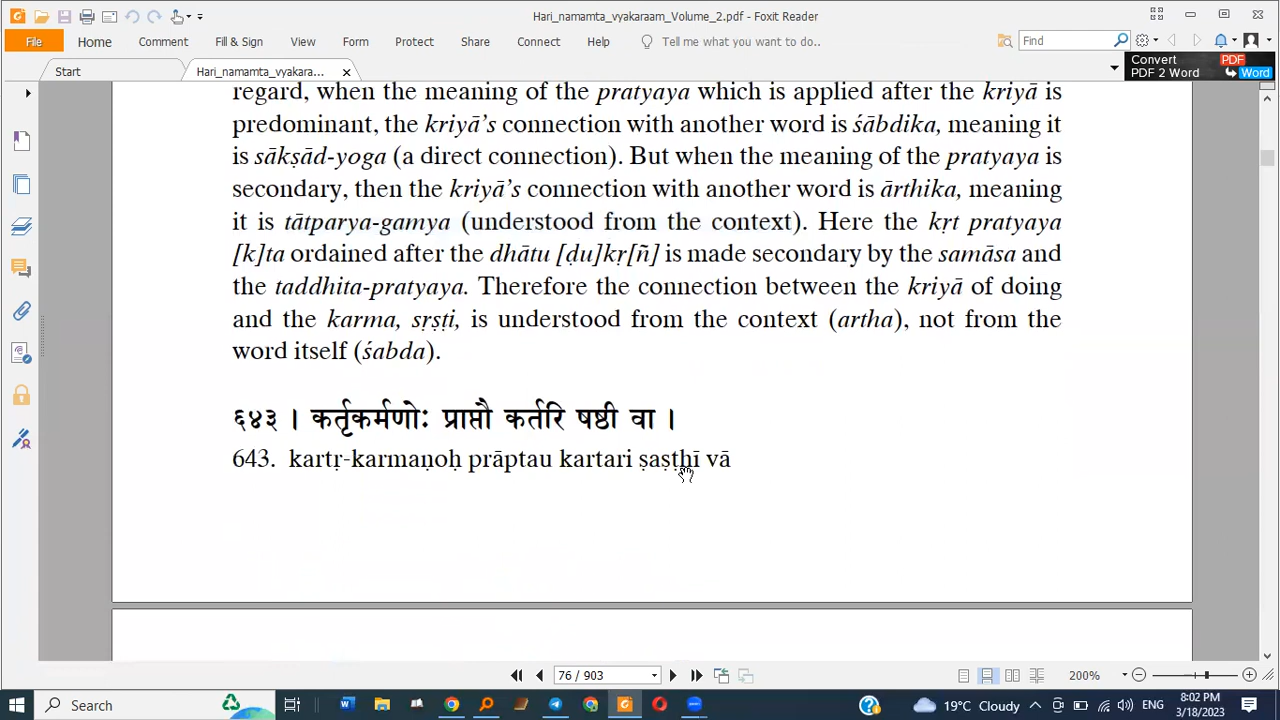 Hari_namamta_vyakaraam_Volume_2.pdf - Foxit Reader
File Home Comment Fill & Sign View Form Protect Share Connect Help Tell me what you want to do.. Find
Start Hari_namamta_vyakara... Convert PDF
PDF 2 Word Word
regard, when the meaning of the pratyaya which is applied after the kriyā is
predominant, the kriyā's connection with another word is śābdika, meaning it
is sākṣād-yoga (a direct connection). But when the meaning of the pratyaya is
secondary, then the kriyā's connection with another word is ārthika, meaning
it is tātparya-gamya (understood from the context). Here the kṛt pratyaya
[k]ta ordained after the dhātu [ḍu]kṛ[ñ] is made secondary by the samāsa and
the taddhita-pratyaya. Therefore the connection between the kriyā of doing
and the karma, sṛṣṭi, is understood from the context (artha), not from the
word itself (śabda).
६४३ । कर्तृकर्मणोः प्राप्तौ कर्तरि षष्ठी वा ।
643. kartṛ-karmaṇoḥ prāptau kartari ṣaṣṭhī vā
76 / 903 200%
Search 19°C Cloudy ENG 8:02 PM
3/18/2023